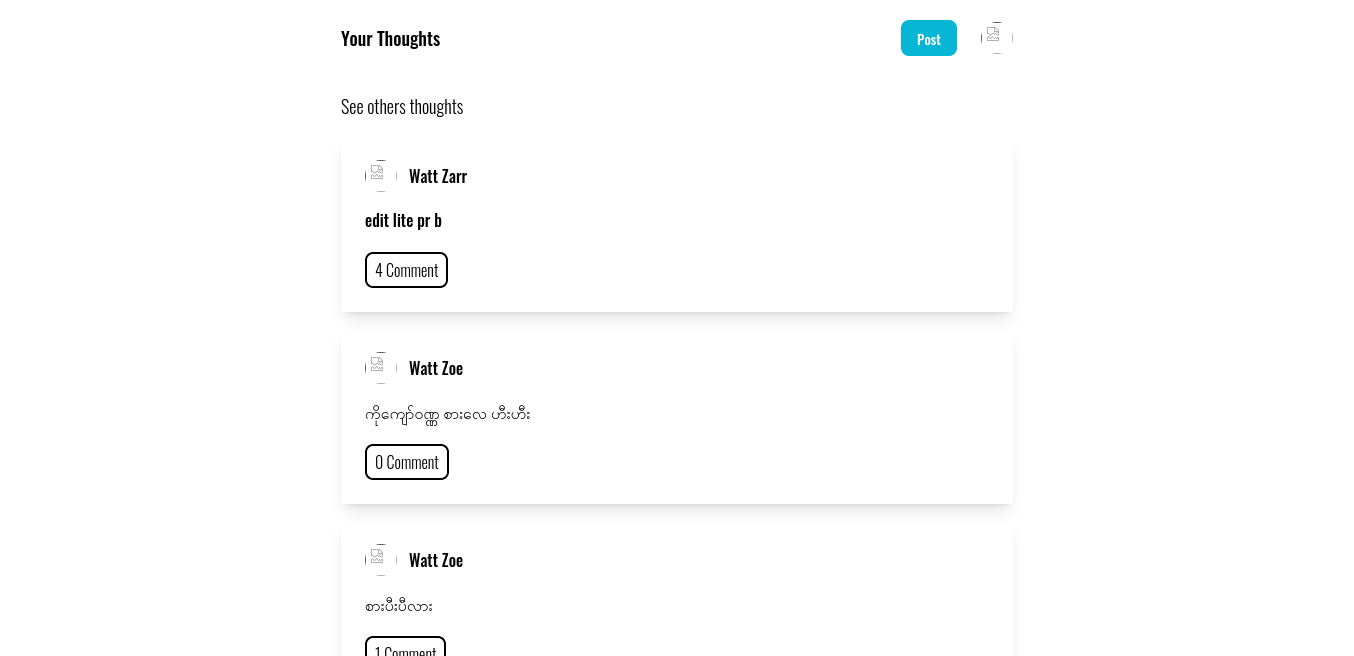 Your Thoughts
Post
See others thoughts
Watt Zarr
edit lite pr b
4 Comment
Watt Zoe
ကိုကျော်ဝဏ္ဏ စားလေ ဟီးဟီး
0 Comment
Watt Zoe
စားပီးပီလား
1 Comment